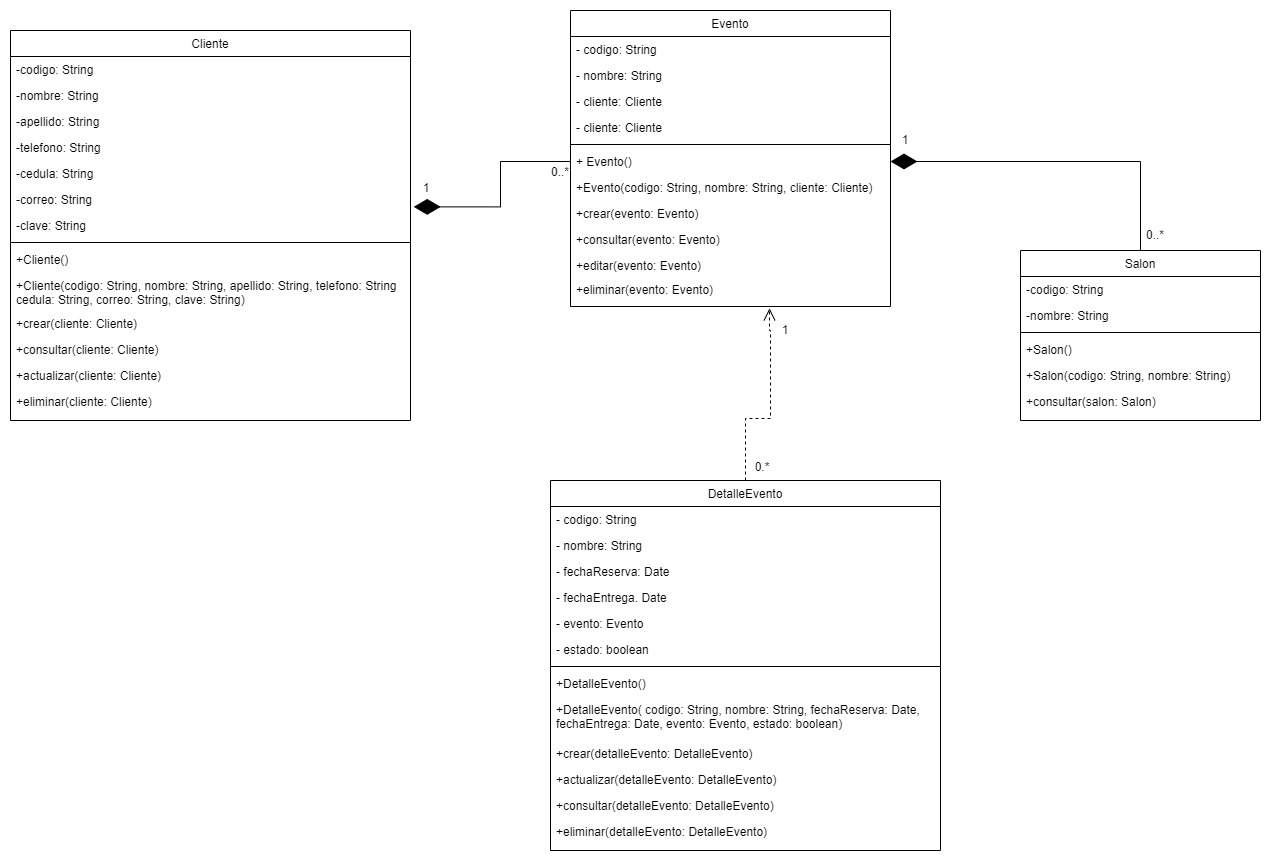 Cliente
-codigo: String
-nombre: String
-apellido: String
-telefono: String
-cedula: String
-correo: String
-clave: String
+Cliente()
+Cliente(codigo: String, nombre: String, apellido: String, telefono: String
cedula: String, correo: String, clave: String)
+crear(cliente: Cliente)
+consultar(cliente: Cliente)
+actualizar(cliente: Cliente)
+eliminar(cliente: Cliente)
1
0..*
Evento
- codigo: String
- nombre: String
- cliente: Cliente
- cliente: Cliente
+ Evento()
+Evento(codigo: String, nombre: String, cliente: Cliente)
+crear(evento: Evento)
+consultar(evento: Evento)
+editar(evento: Evento)
+eliminar(evento: Evento)
1
0..*
Salon
-codigo: String
-nombre: String
+Salon()
+Salon(codigo: String, nombre: String)
+consultar(salon: Salon)
1
0.*
DetalleEvento
- codigo: String
- nombre: String
- fechaReserva: Date
- fechaEntrega. Date
- evento: Evento
- estado: boolean
+DetalleEvento()
+DetalleEvento( codigo: String, nombre: String, fechaReserva: Date,
fechaEntrega: Date, evento: Evento, estado: boolean)
+crear(detalleEvento: DetalleEvento)
+actualizar(detalleEvento: DetalleEvento)
+consultar(detalleEvento: DetalleEvento)
+eliminar(detalleEvento: DetalleEvento)